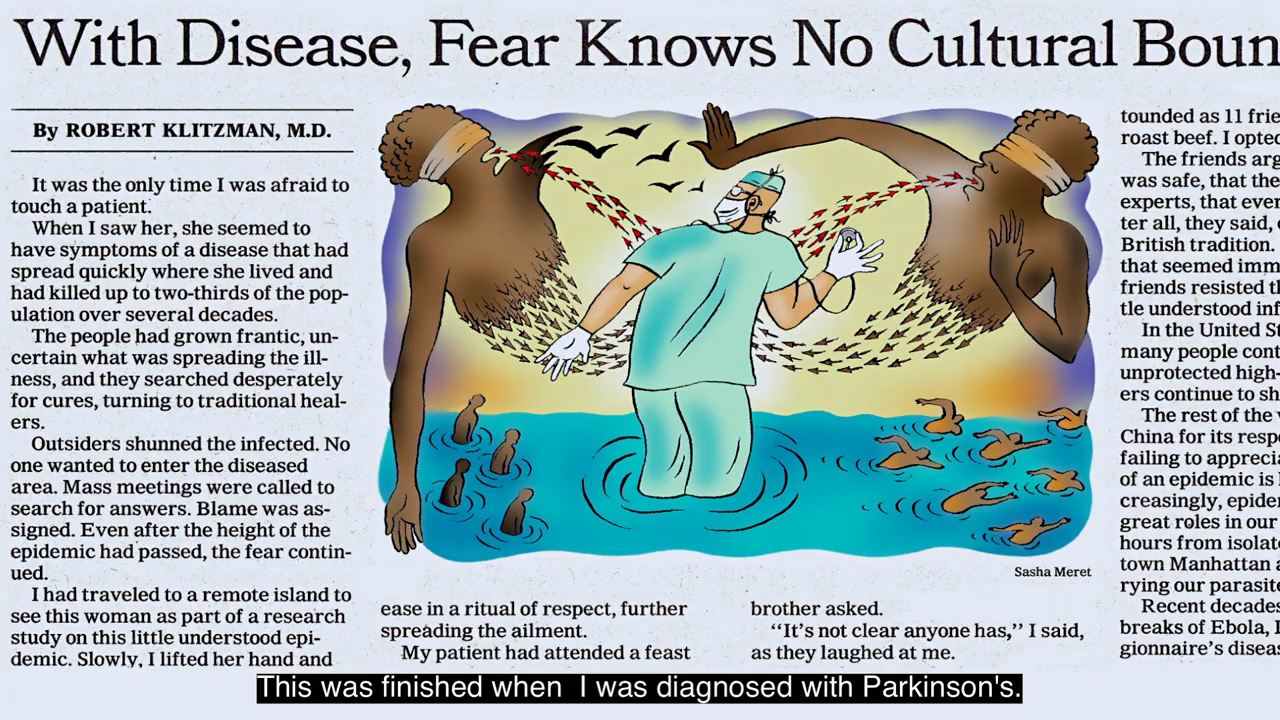 With Disease, Fear Knows No Cultural Boun
By ROBERT KLITZMAN, M.D.
It was the only time I was afraid to
touch a patient.
When I saw her, she seemed to
have symptoms of a disease that had
spread quickly where she lived and
had killed up to two-thirds of the pop-
ulation over several decades.
The people had grown frantic, un-
certain what was spreading the ill-
ness, and they searched desperately
for cures, turning to traditional heal-
ers.
Outsiders shunned the infected. No
one wanted to enter the diseased
area. Mass meetings were called to
search for answers. Blame was as-
signed. Even after the height of the
epidemic had passed, the fear contin-
ued.
I had traveled to a remote island to
see this woman as part of a research
study on this little understood epi-
demic. Slowly, I lifted her hand and
Sasha Meret
ease in a ritual of respect, further
spreading the ailment.
My patient had attended a feast
brother asked.
"It's not clear anyone has," I said,
as they laughed at me.
tounded as 11 frie
roast beef. I opted
The friends arg
was safe, that the
experts, that ever
ter all, they said,
British tradition.
that seemed imm
friends resisted t
tle understood inf
In the United S
many people cont
unprotected high-
ers continue to sh
The rest of the
China for its resp
failing to apprecia
of an epidemic is
creasingly, epide
great roles in our
hours from isolat
town Manhattan a
rying our parasite
Recent decades
breaks of Ebola,
gionnaire's diseas
This was finished when I was diagnosed with Parkinson's.